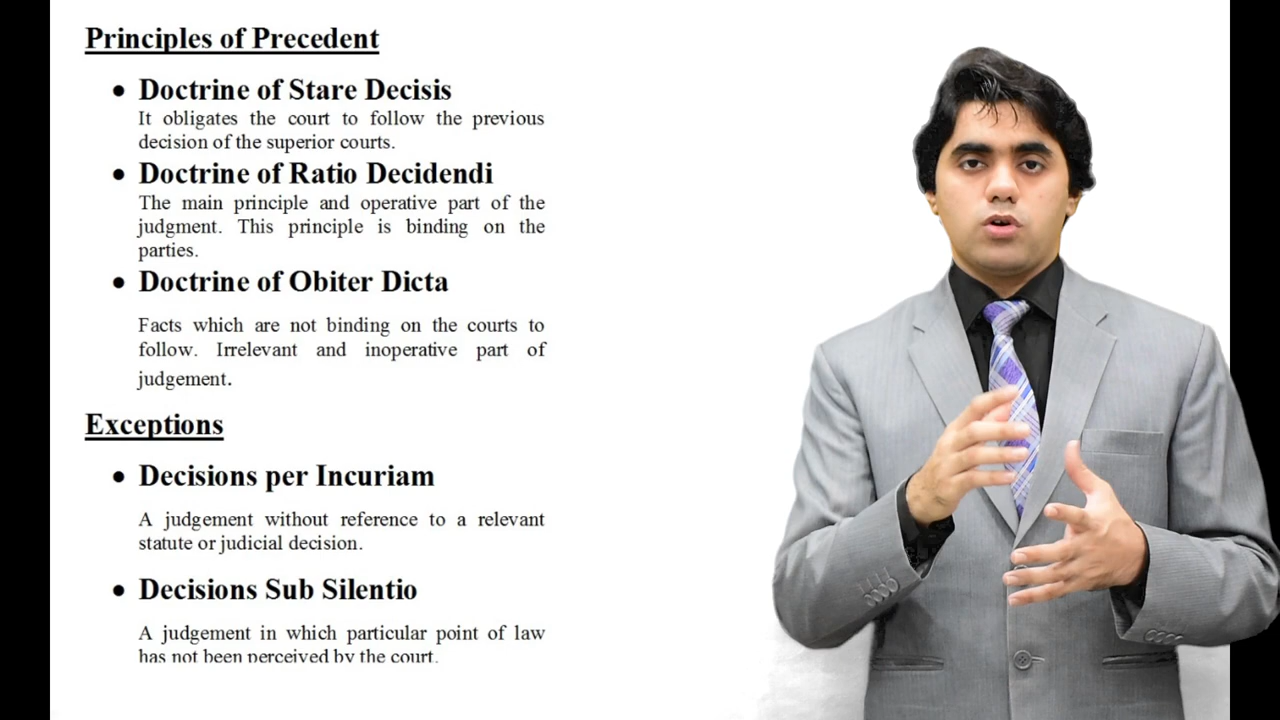 Principles of Precedent
• Doctrine of Stare Decisis
It obligates the court to follow the previous
decision of the superior courts.
• Doctrine of Ratio Decidendi
The main principle and operative part of the
judgment. This principle is binding on the
parties.
• Doctrine of Obiter Dicta
Facts which are not binding on the courts to
follow. Irrelevant and inoperative part of
judgement.
Exceptions
• Decisions per Incuriam
A judgement without reference to a relevant
statute or judicial decision.
• Decisions Sub Silentio
A judgement in which particular point of law
has not been perceived by the court.